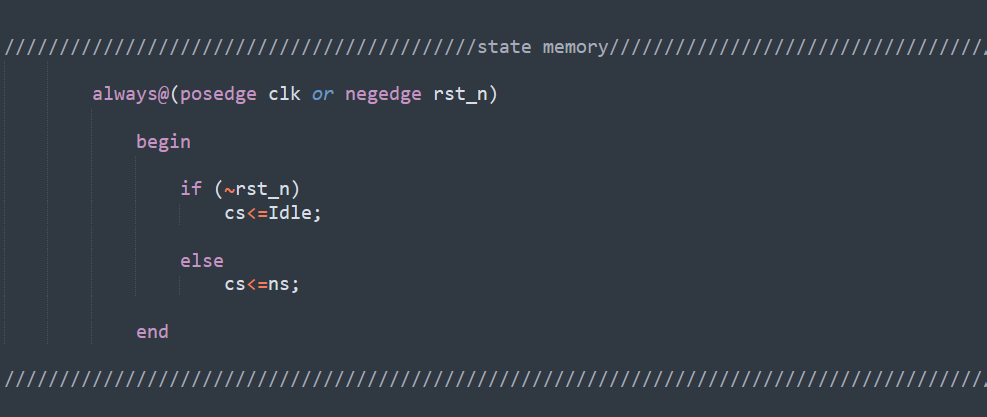 ///////////////////////////////////////////state memory//////////////////////////////////
always@(posedge clk or negedge rst_n)
begin
if (~rst_n)
cs<=Idle;
else
cs<=ns;
end
//////////////////////////////////////////////////////////////////////////////////////////